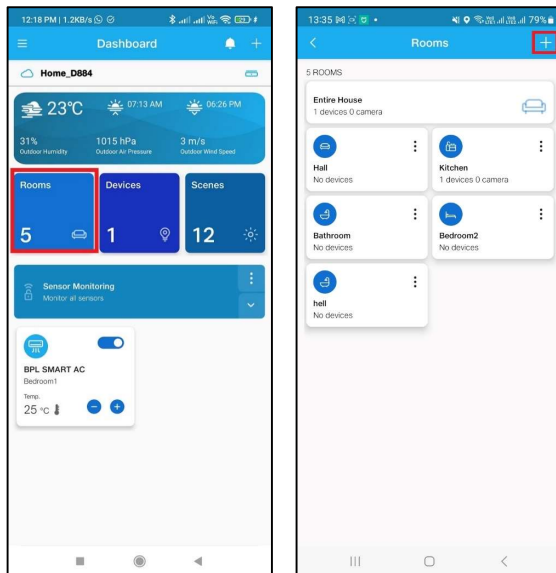 12:18 PM | 1.2KB/s
Dashboard
Home_D884
23°C
07:13 AM
06:26 PM
31%
1015 hPa
3 m/s
Outdoor Humidity
Outdoor Air Pressure
Outdoor Wind Speed
Rooms
Devices
Scenes
5
1
12
Sensor Monitoring
Monitor all sensors
BPL SMART AC
Bedroom1
Temp.
25 °C
13:35
79%
Rooms
5 ROOMS
Entire House
1 devices 0 camera
Hall
No devices
Kitchen
1 devices 0 camera
Bathroom
No devices
Bedroom2
No devices
hell
No devices